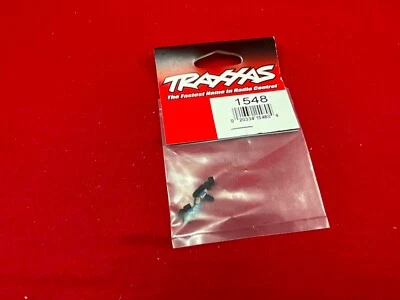 TRAXXAS
The Fastest Name in Radio Control
1548